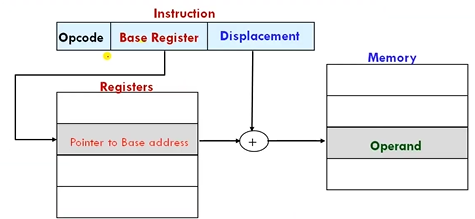 Instruction
Opcode
Base Register
Displacement
Registers
Memory
Pointer to Base address
+
Operand